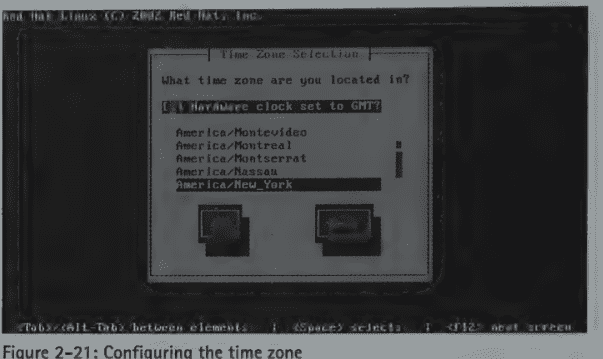 Red Hat Linux (C) 2002 Red Hat, Inc.
Time Zone Selection
What time zone are you located in?
[ ] Hardware clock set to GMT?
America/Montevideo
America/Montreal
America/Montserrat
America/Nassau
America/New_York
<Tab>/<Alt-Tab> between elements | <Space> selects | <F12> next screen
Figure 2-21: Configuring the time zone